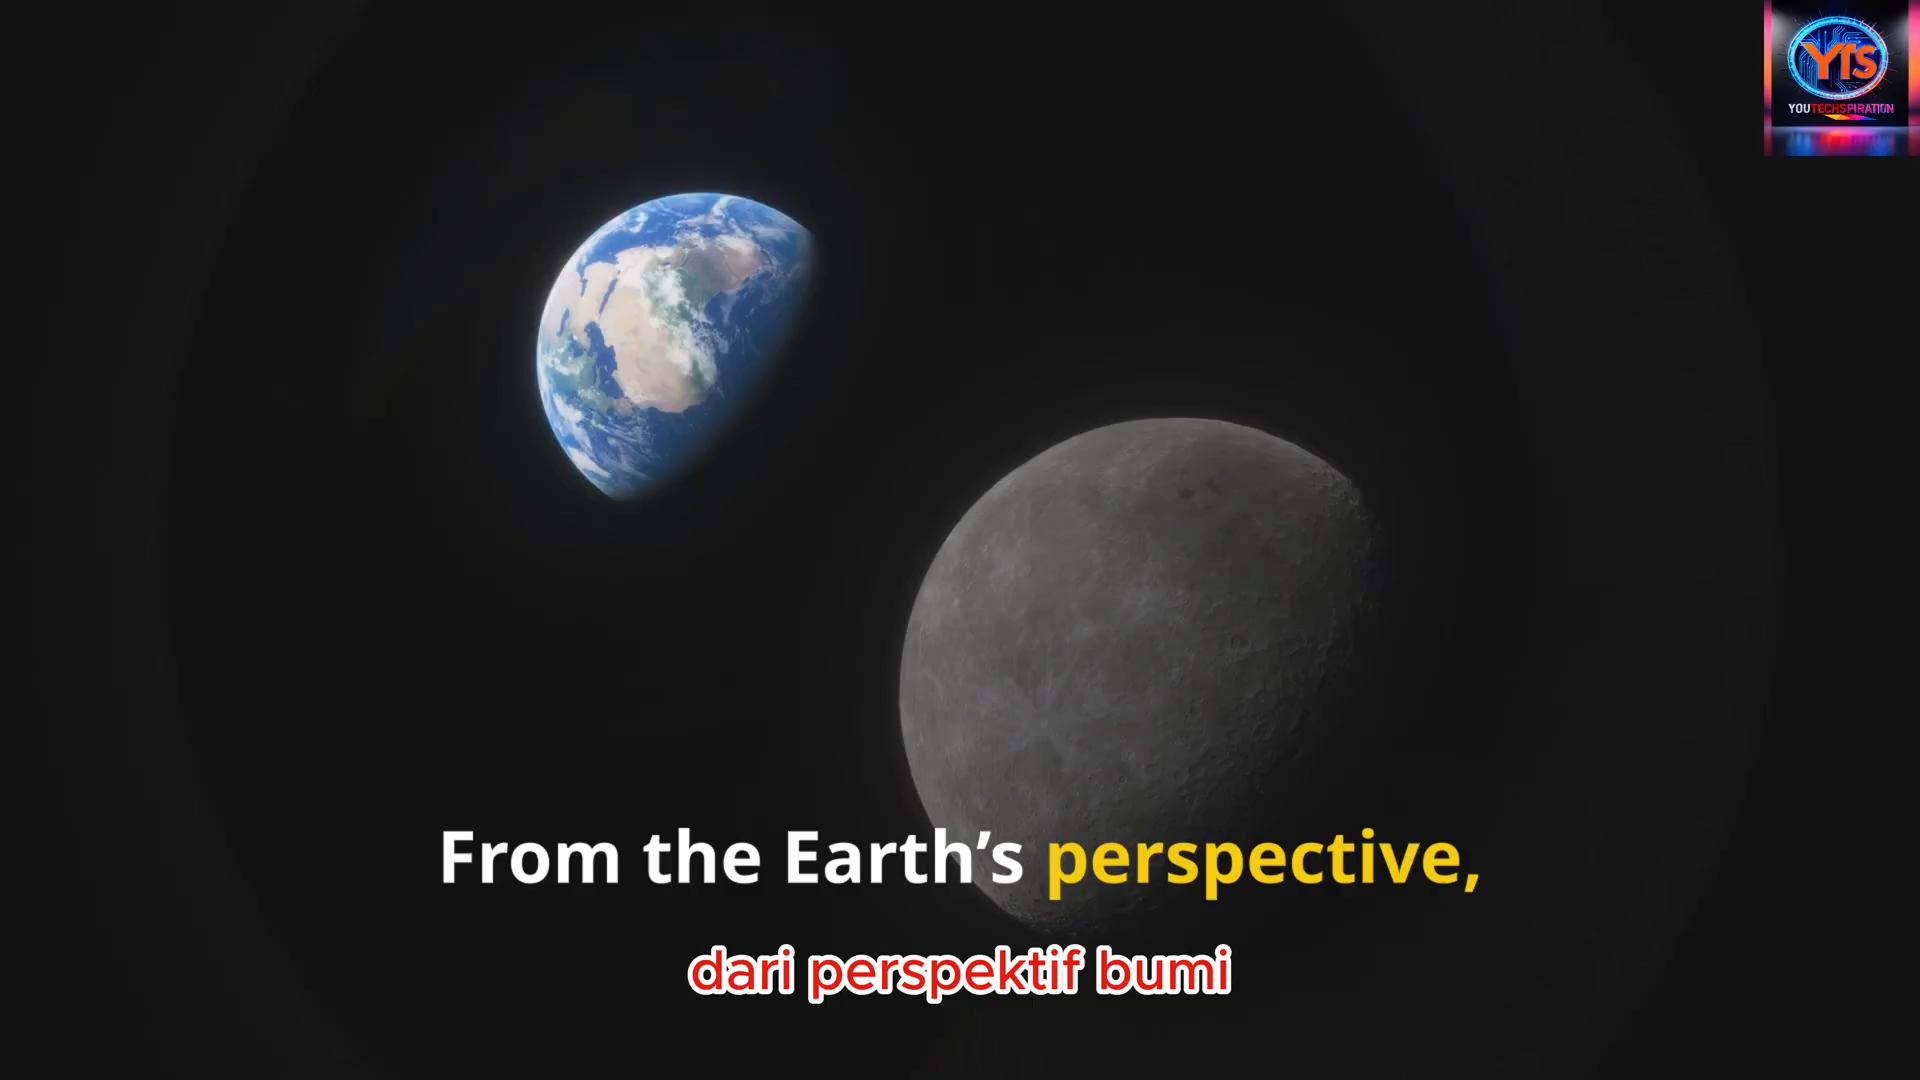 YTS
YOUTECHSPIRATION
From the Earth’s perspective,
dari perspektif bumi